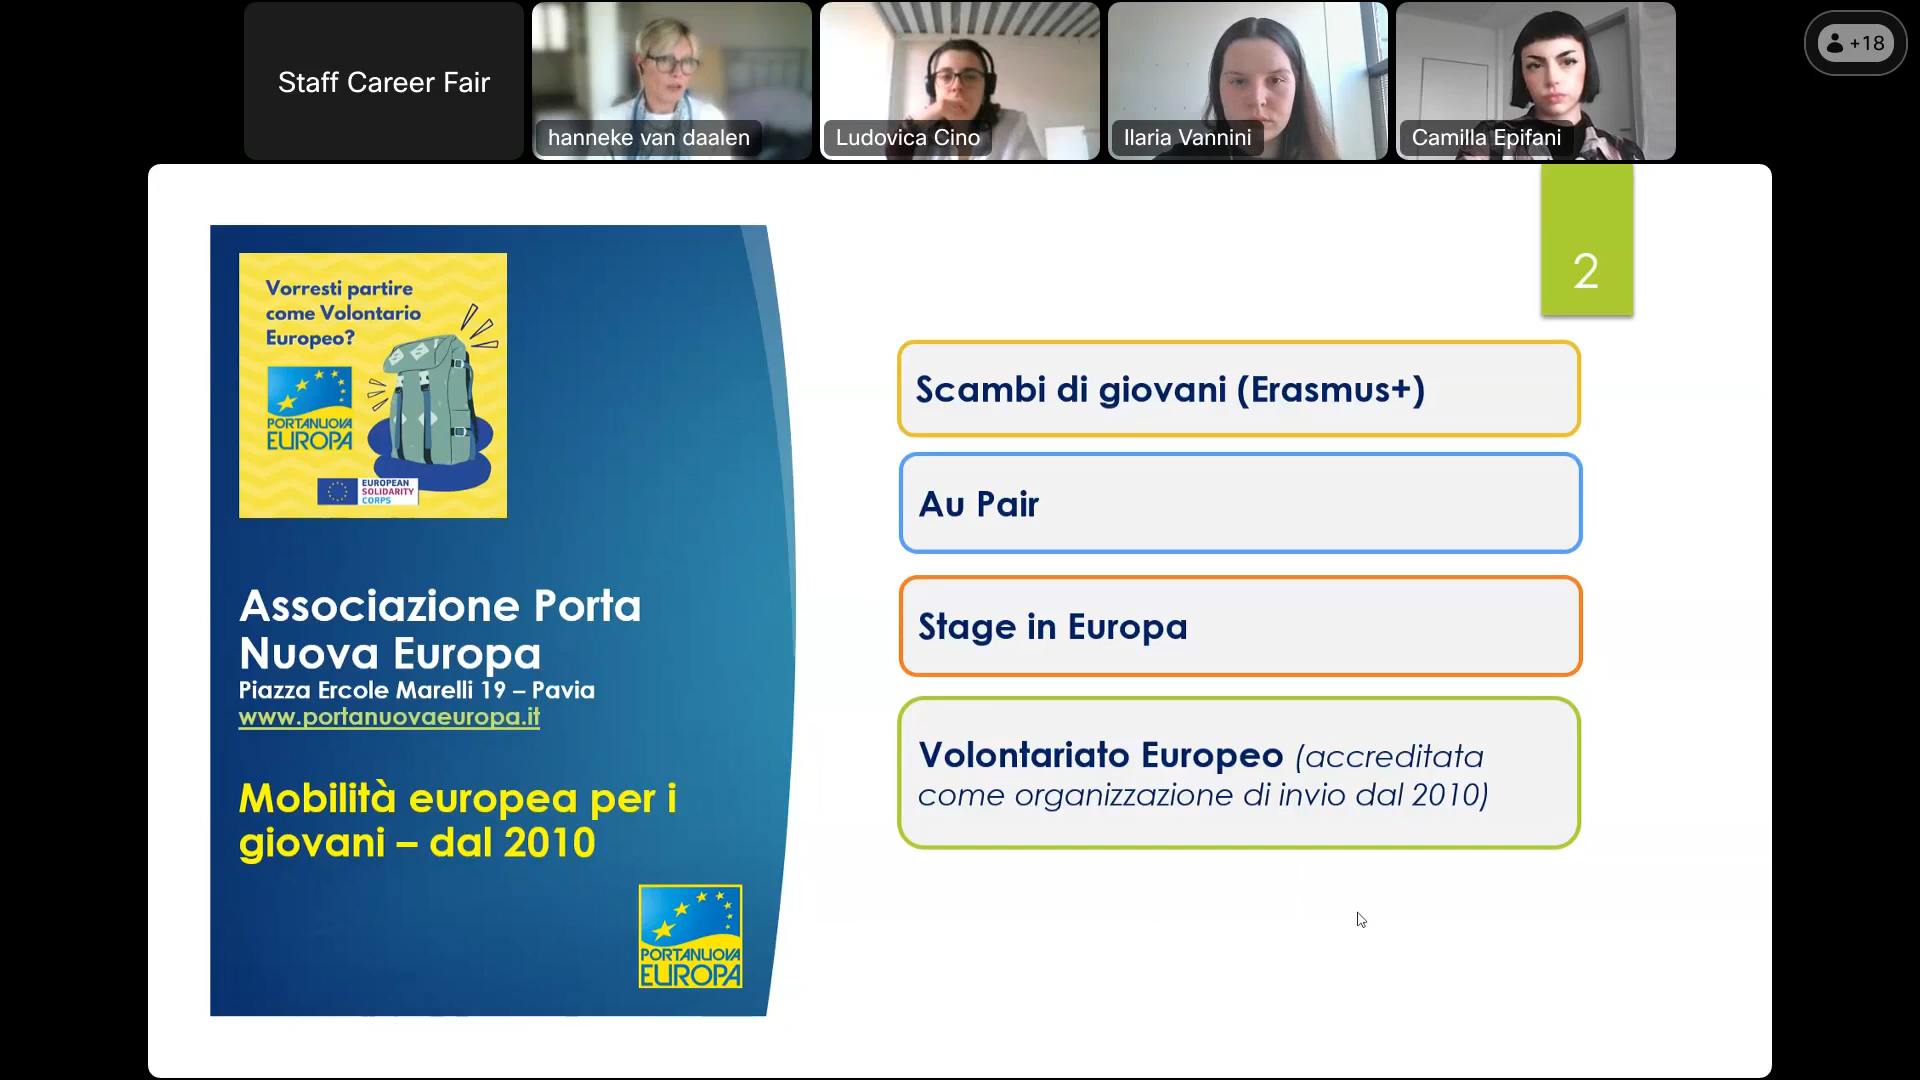 Staff Career Fair
hanneke van daalen
Ludovica Cino
Ilaria Vannini
Camilla Epifani
+18
2
Vorresti partire
come Volontario
Europeo?
PORTANUOVA
EUROPA
EUROPEAN
SOLIDARITY
CORPS
Associazione Porta
Nuova Europa
Piazza Ercole Marelli 19 – Pavia
www.portanuovaeuropa.it
Mobilità europea per i
giovani – dal 2010
PORTANUOVA
EUROPA
Scambi di giovani (Erasmus+)
Au Pair
Stage in Europa
Volontariato Europeo (accreditata
come organizzazione di invio dal 2010)